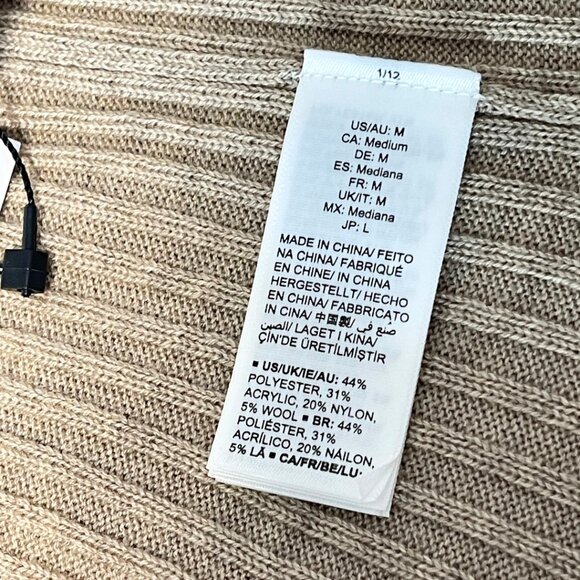 1/12
US/AU: M
CA: Medium
DE: M
ES: Mediana
FR: M
UK/IT: M
MX: Mediana
JP: L
MADE IN CHINA/ FEITO
NA CHINA/ FABRIQUÉ
EN CHINE/ IN CHINA
HERGESTELLT/ HECHO
EN CHINA/ FABBRICATO
IN CINA/ 中国製/ صنع في
الصين/ LAGET I KINA/
ÇİN'DE ÜRETİLMİŞTİR
■ US/UK/IE/AU: 44%
POLYESTER, 31%
ACRYLIC, 20% NYLON,
5% WOOL ■ BR: 44%
POLIÉSTER, 31%
ACRÍLICO, 20% NÁILON,
5% LÃ ■ CA/FR/BE/LU: